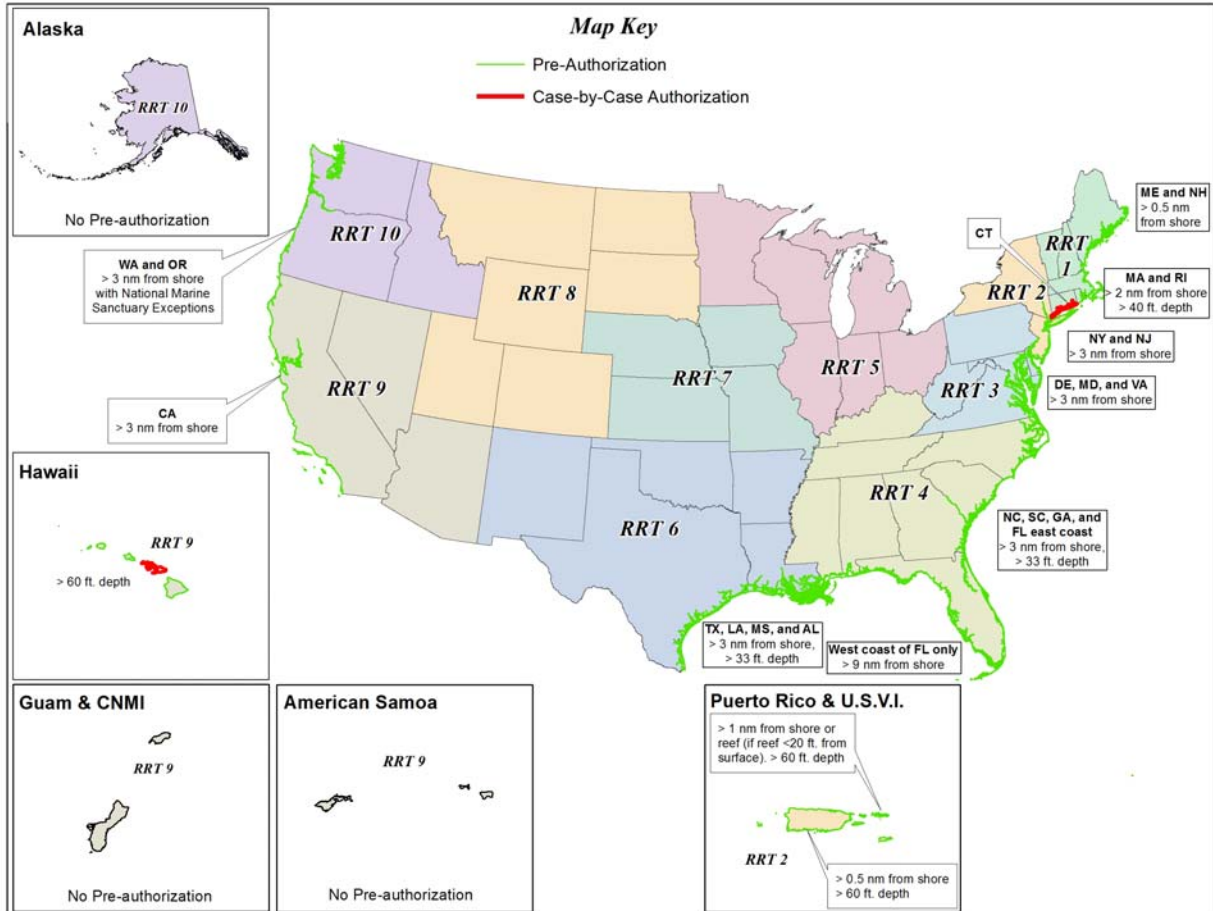 Alaska
RRT 10
No Pre-authorization
Map Key
Pre-Authorization
Case-by-Case Authorization
WA and OR
> 3 nm from shore
with National Marine
Sanctuary Exceptions
RRT 10
RRT 8
RRT 9
CA
> 3 nm from shore
RRT 7
RRT 5
RRT 6
RRT 4
RRT 3
RRT 2
RRT
1
CT
ME and NH
> 0.5 nm
from shore
MA and RI
> 2 nm from shore
> 40 ft. depth
NY and NJ
> 3 nm from shore
DE, MD, and VA
> 3 nm from shore
NC, SC, GA, and
FL east coast
> 3 nm from shore,
> 33 ft. depth
TX, LA, MS, and AL
> 3 nm from shore,
> 33 ft. depth
West coast of FL only
> 9 nm from shore
Hawaii
RRT 9
> 60 ft. depth
Guam & CNMI
RRT 9
No Pre-authorization
American Samoa
RRT 9
No Pre-authorization
Puerto Rico & U.S.V.I.
> 1 nm from shore or
reef (if reef <20 ft. from
surface). > 60 ft. depth
RRT 2
> 0.5 nm from shore
> 60 ft. depth